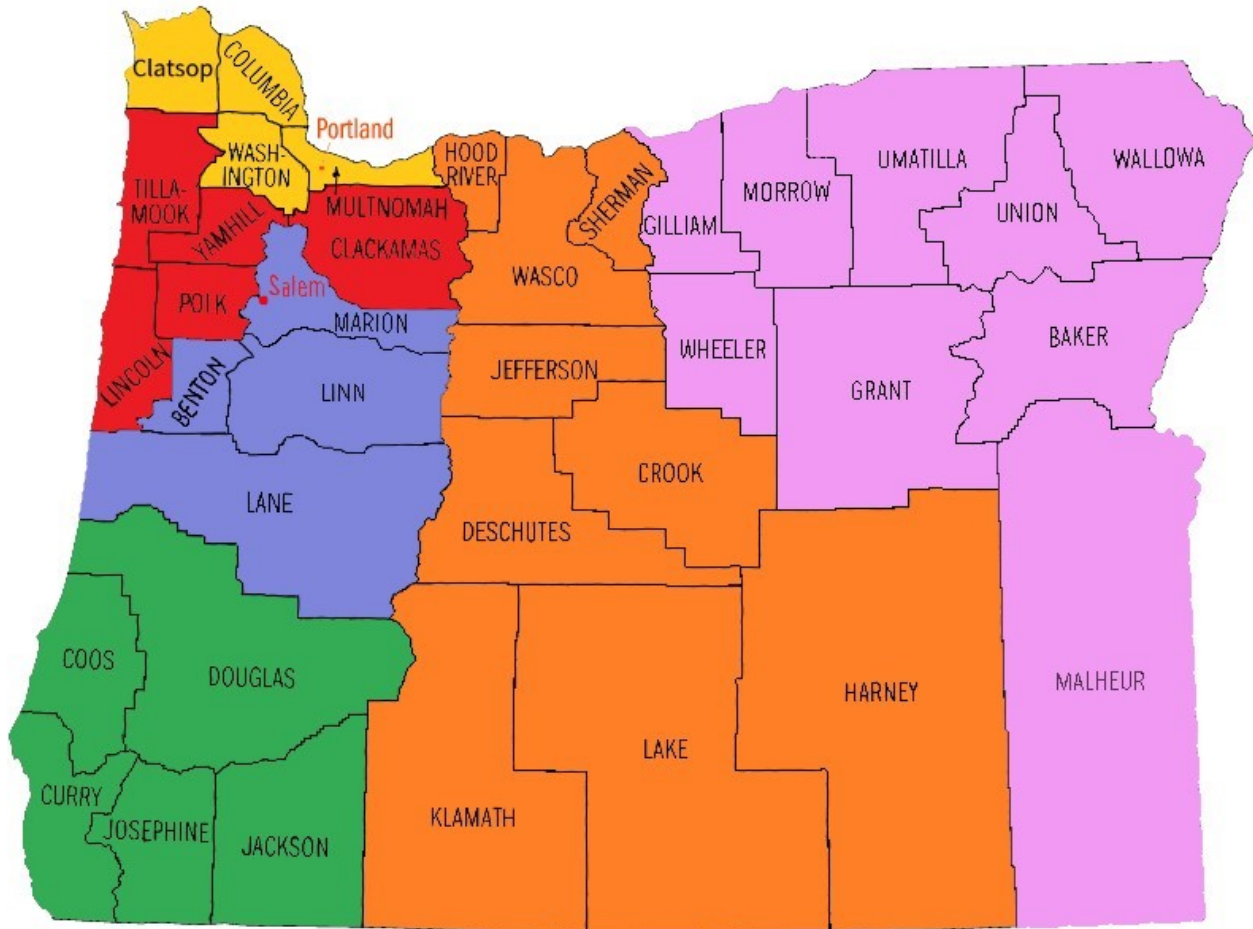 Clatsop
COLUMBIA
Portland
WASH-
INGTON
HOOD
RIVER
TILLA-
MOOK
YAMHILL
MULTNOMAH
CLACKAMAS
SHERMAN
GILLIAM
MORROW
UMATILLA
UNION
WALLOWA
WASCO
POLK
Salem
MARION
LINCOLN
BENTON
LINN
JEFFERSON
WHEELER
GRANT
BAKER
LANE
CROOK
DESCHUTES
COOS
DOUGLAS
HARNEY
MALHEUR
LAKE
CURRY
JOSEPHINE
JACKSON
KLAMATH